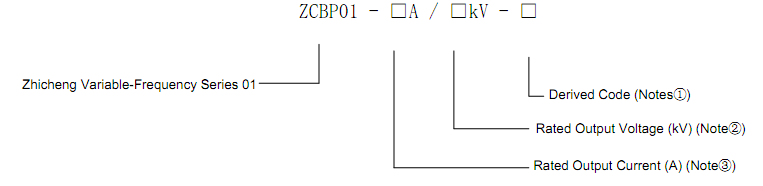 ZCBP01 - □A / □kV - □
Zhicheng Variable-Frequency Series 01
Derived Code (Notes①)
Rated Output Voltage (kV) (Note②)
Rated Output Current (A) (Note③)